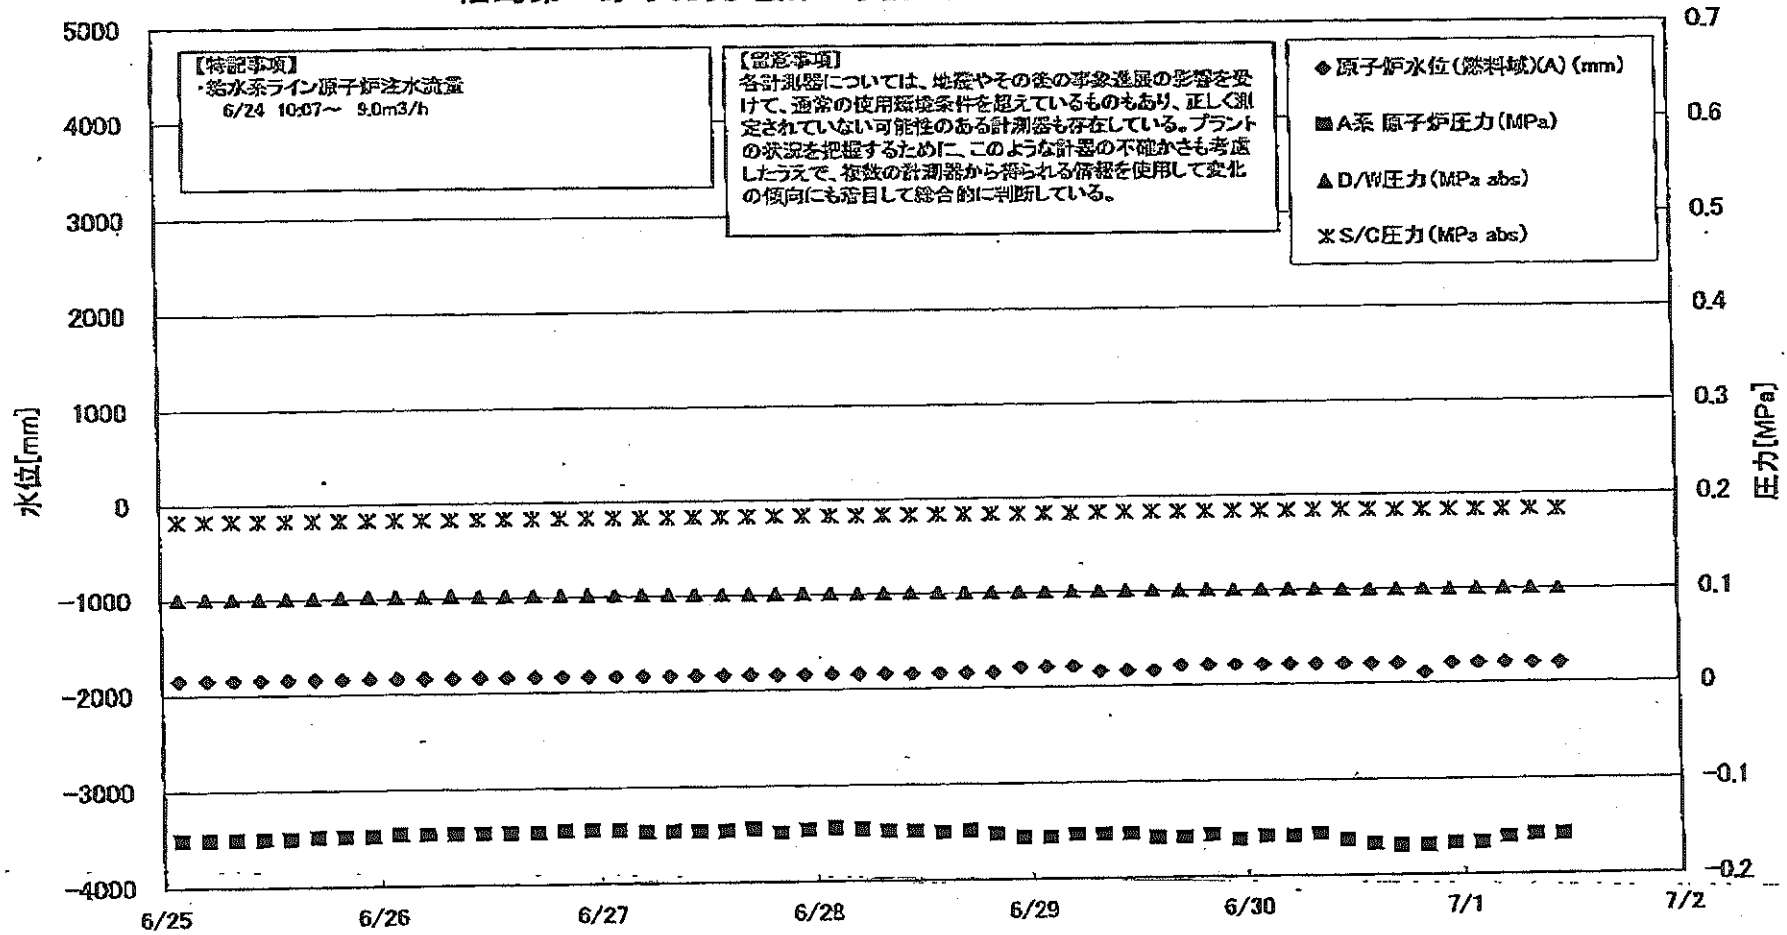 5000
4000
3000
2000
1000
0
-1000
-2000
-3000
-4000
水位[mm]
【特記事項】
・給水系ライン原子炉注水流量
6/24 10:07～ 9.0m3/h
【留意事項】
各計測器については、地震やその後の事象進展の影響を受
けて、通常の使用環境条件を超えているものもあり、正しく測
定されていない可能性のある計測器も存在している。プラント
の状況を把握するために、このような計器の不確かさも考慮
したうえで、複数の計測器から得られる情報を使用して変化
の傾向にも着目して総合的に判断している。
原子炉水位(燃料域)(A) (mm)
A系 原子炉圧力(MPa)
D/W圧力(MPa abs)
S/C圧力(MPa abs)
0.7
0.6
0.5
0.4
0.3
0.2
0.1
0
-0.1
-0.2
圧力[MPa]
6/25 6/26 6/27 6/28 6/29 6/30 7/1 7/2